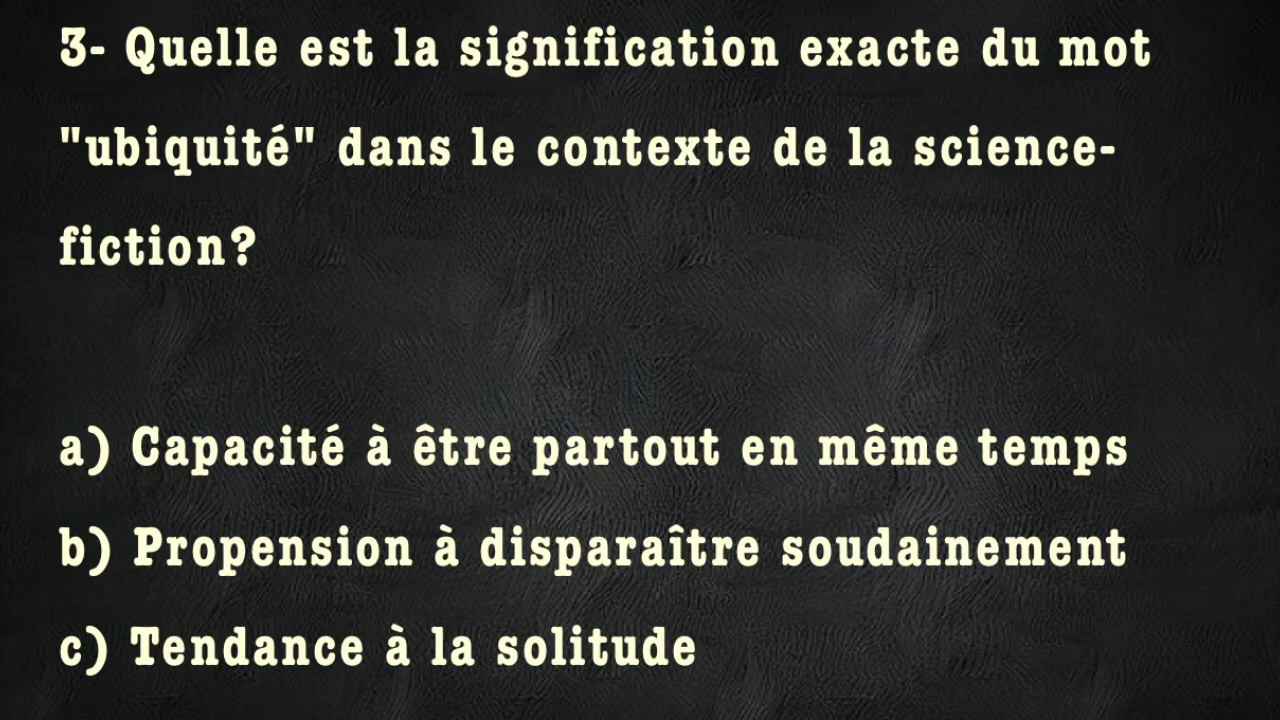 3- Quelle est la signification exacte du mot
"ubiquité" dans le contexte de la science-
fiction?
a) Capacité à être partout en même temps
b) Propension à disparaître soudainement
c) Tendance à la solitude